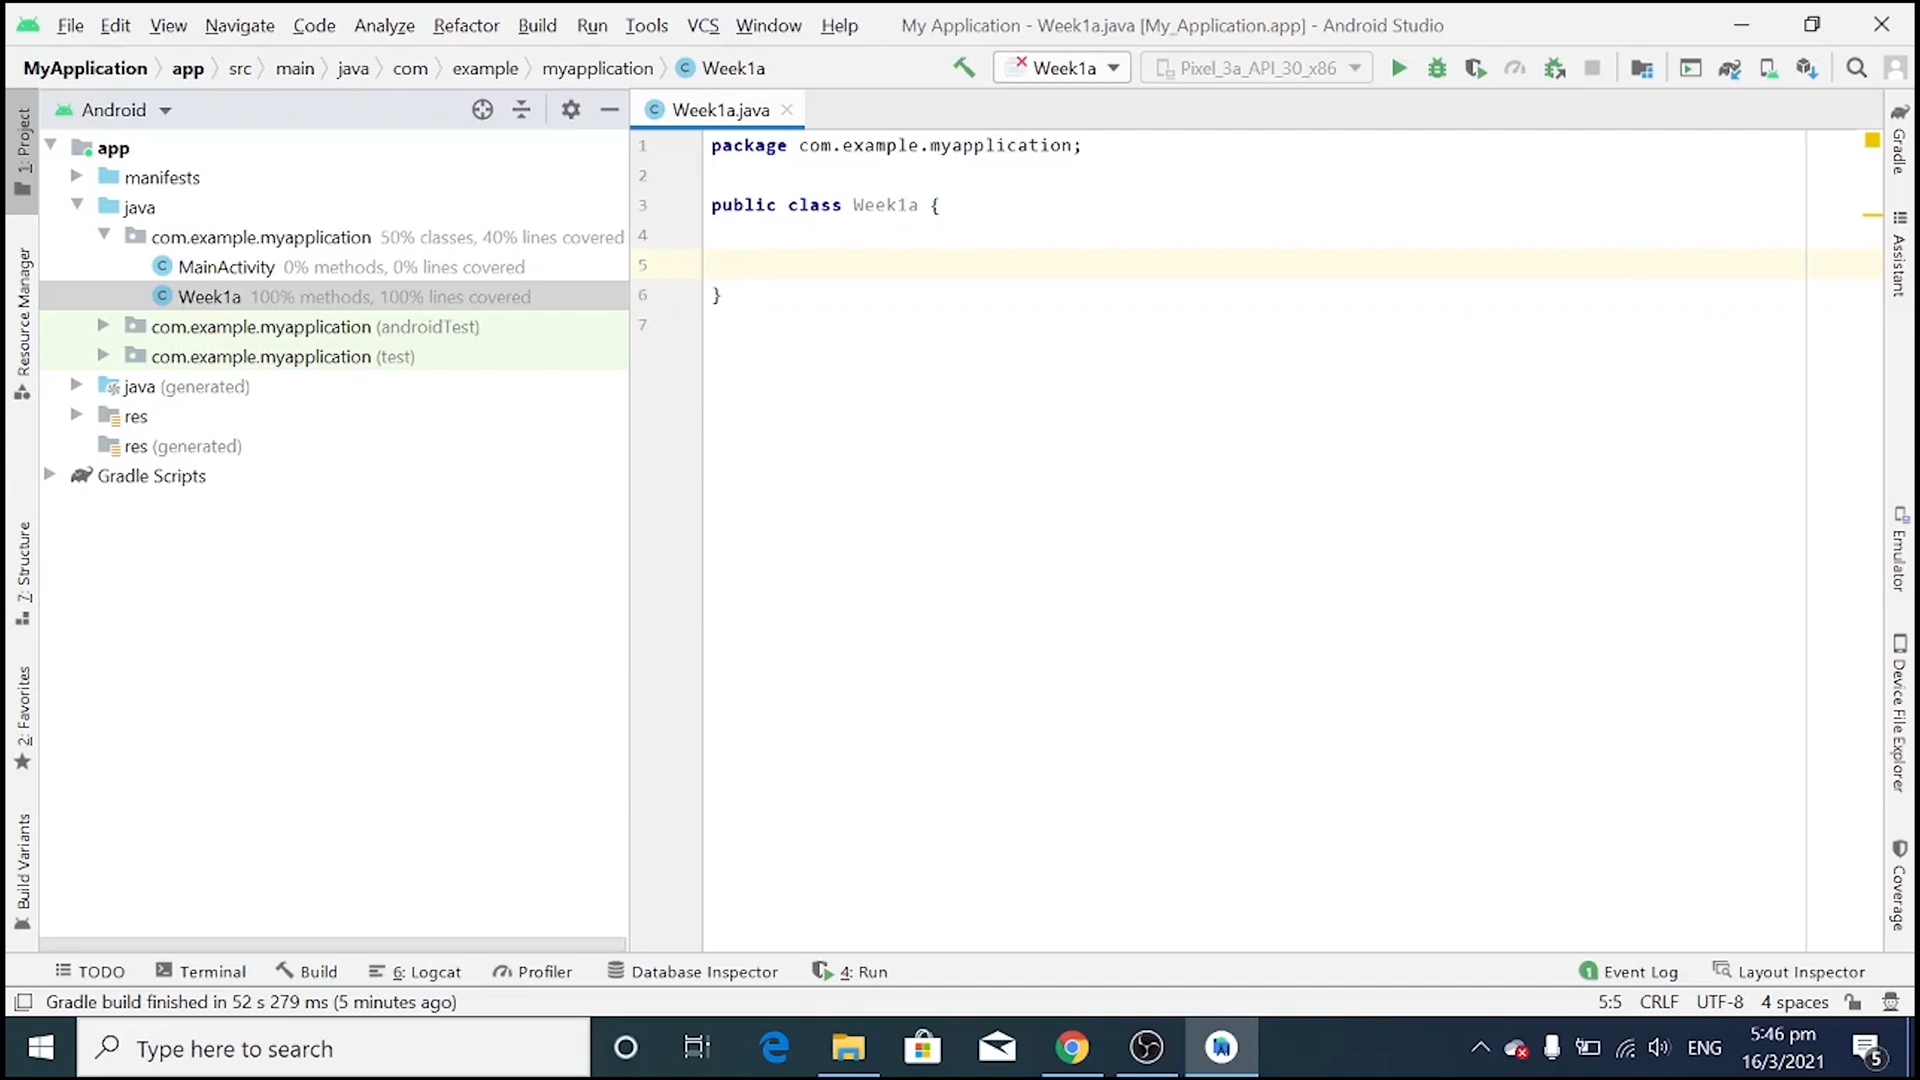 File Edit View Navigate Code Analyze Refactor Build Run Tools VCS Window Help My Application - Week1a.java [My_Application.app] - Android Studio
MyApplication app src main java com example myapplication Week1a Week1a Pixel_3a_API_30_x86
Android Week1a.java
1: Project
Resource Manager
7: Structure
2: Favorites
Build Variants
app
manifests
java
com.example.myapplication 50% classes, 40% lines covered
MainActivity 0% methods, 0% lines covered
Week1a 100% methods, 100% lines covered
com.example.myapplication (androidTest)
com.example.myapplication (test)
java (generated)
res
res (generated)
Gradle Scripts
1 package com.example.myapplication;
2
3 public class Week1a {
4
5
6 }
7
Gradle
Assistant
Emulator
Device File Explorer
Coverage
TODO Terminal Build 6: Logcat Profiler Database Inspector 4: Run 1 Event Log Layout Inspector
Gradle build finished in 52 s 279 ms (5 minutes ago) 5:5 CRLF UTF-8 4 spaces
Type here to search ENG 5:46 pm
16/3/2021 5